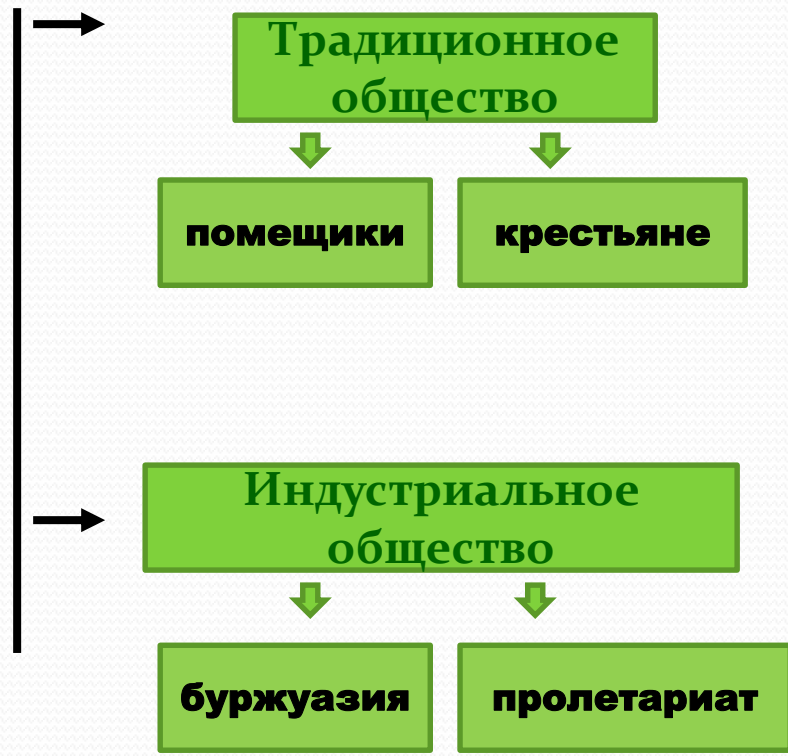 Традиционное
общество
помещики
крестьяне
Индустриальное
общество
буржуазия
пролетариат